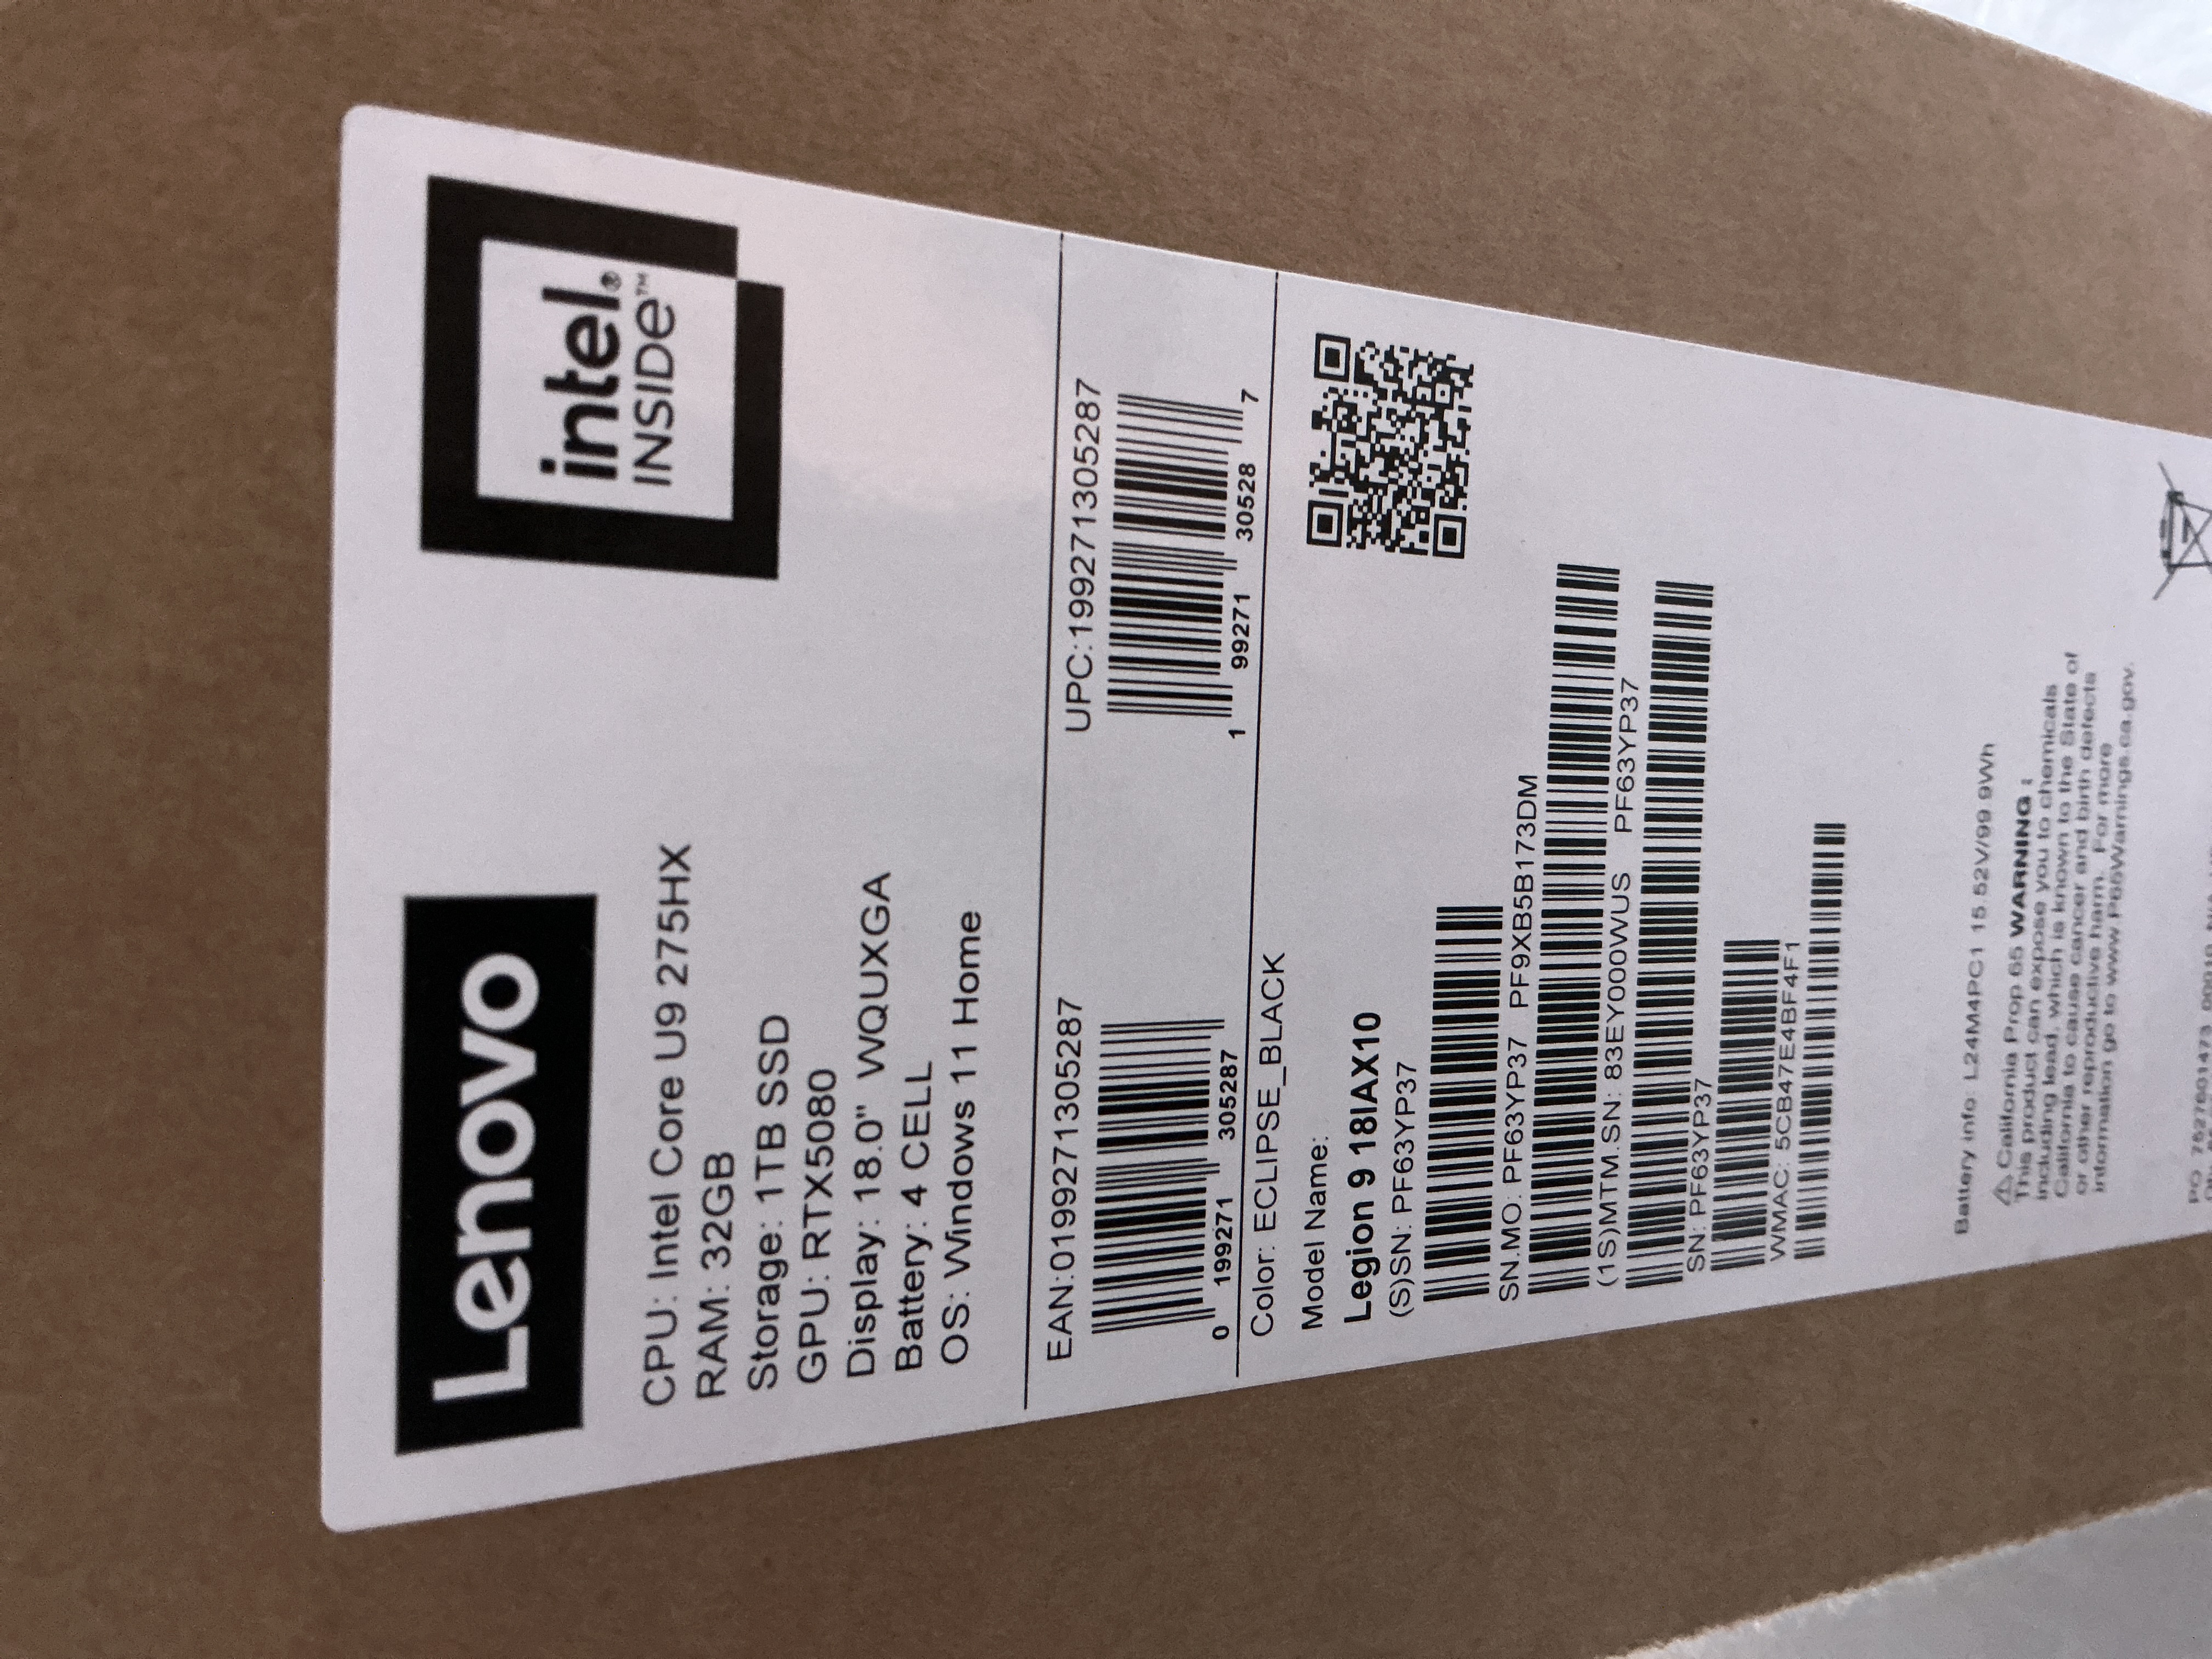 Lenovo
intel®
INSIDE™
CPU: Intel Core U9 275HX
RAM: 32GB
Storage: 1TB SSD
GPU: RTX5080
Display: 18.0" WQUXGA
Battery: 4 CELL
OS: Windows 11 Home
EAN:0199271305287
UPC:199271305287
0 199271 305287
1 99271 30528 7
Color: ECLIPSE_BLACK
Model Name:
Legion 9 18IAX10
(S)SN: PF63YP37
SN.MO: PF63YP37 PF9XB5B173DM
(1S)MTM.SN: 83EY000WUS PF63YP37
SN: PF63YP37
WMAC: 5CB47E4BF4F1
Battery info: L24M4PC1 15.52V/99.9Wh
California Prop 65 WARNING :
This product can expose you to chemicals
including lead, which is known to the State of
California to cause cancer and birth defects
or other reproductive harm. For more
information go to www.P65Warnings.ca.gov.
PO